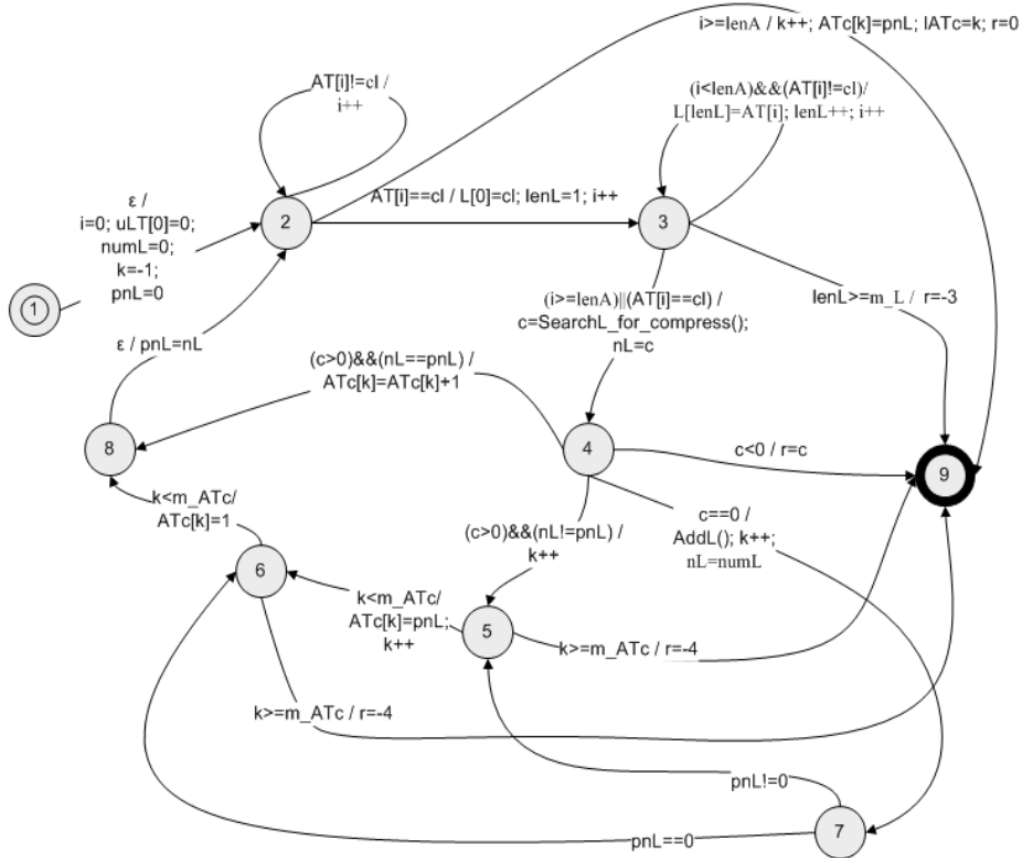 i>=lenA / k++; ATc[k]=pnL; lATc=k; r=0
AT[i]!=cl /
i++
(i<lenA)&&(AT[i]!=cl)/
L[lenL]=AT[i]; lenL++; i++
ε /
i=0; uLT[0]=0;
numL=0;
k=-1;
pnL=0
AT[i]==cl / L[0]=cl; lenL=1; i++
2
3
1
(i>=lenA)||(AT[i]==cl) /
c=SearchL_for_compress();
nL=c
lenL>=m_L / r=-3
ε / pnL=nL
(c>0)&&(nL==pnL) /
ATc[k]=ATc[k]+1
8
4
c<0 / r=c
9
k<m_ATc/
ATc[k]=1
(c>0)&&(nL!=pnL) /
k++
c==0 /
AddL(); k++;
nL=numL
6
k<m_ATc/
ATc[k]=pnL;
k++
5
k>=m_ATc / r=-4
k>=m_ATc / r=-4
pnL!=0
7
pnL==0